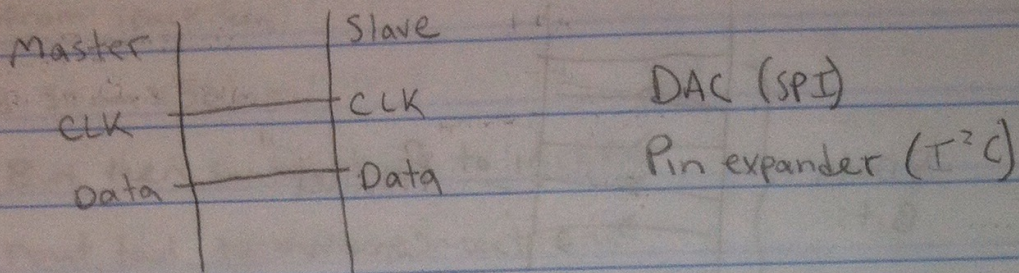 Master
Slave
CLK
CLK
Data
Data
DAC (SPI)
Pin expander (I²C)